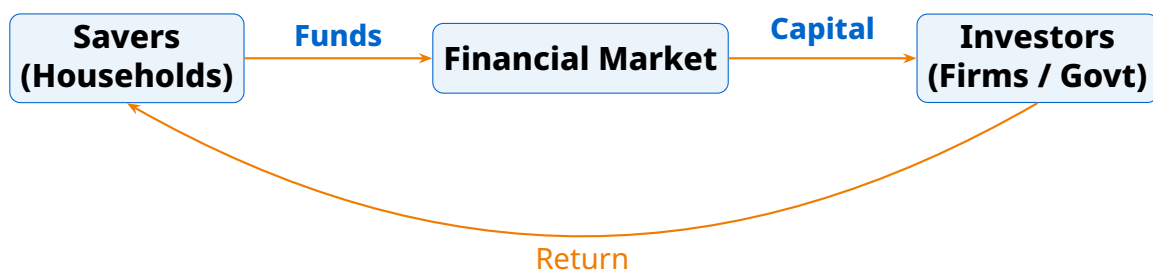 Savers
(Households)
Funds
Financial Market
Capital
Investors
(Firms / Govt)
Return